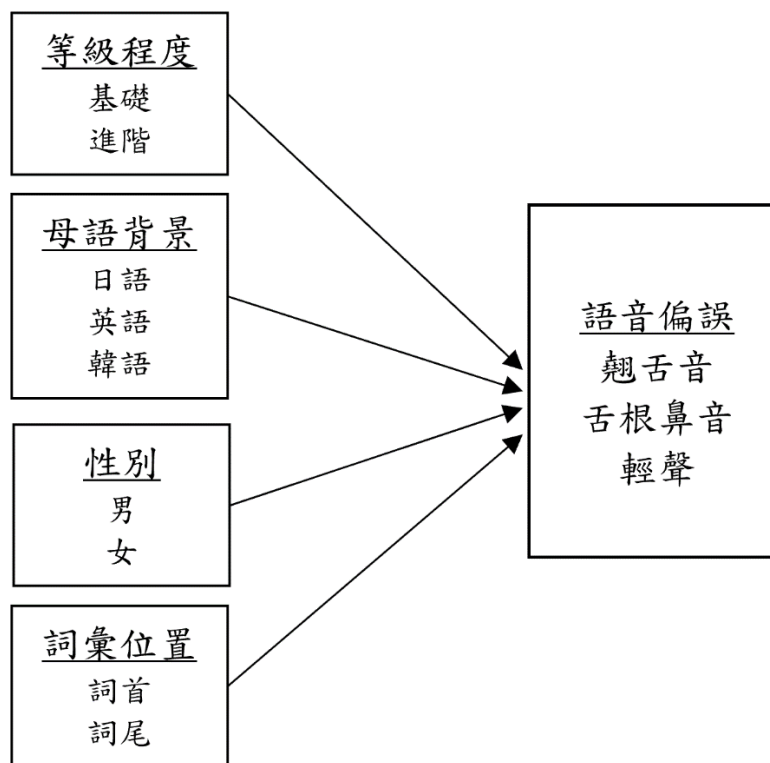 等級程度
基礎
進階
母語背景
日語
英語
韓語
性別
男
女
詞彙位置
詞首
詞尾
語音偏誤
翹舌音
舌根鼻音
輕聲